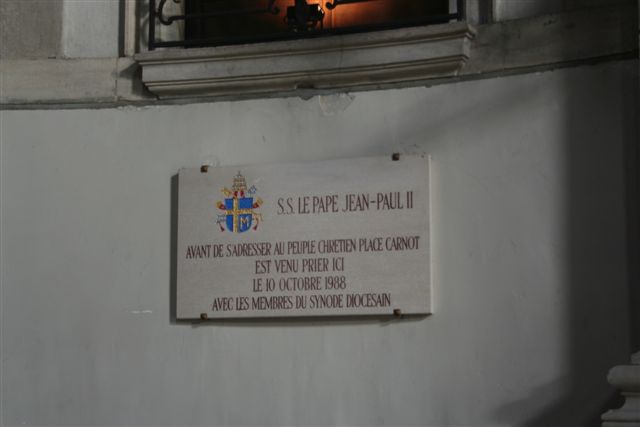 S.S. LE PAPE JEAN-PAUL II
M
AVANT DE S'ADRESSER AU PEUPLE CHRETIEN PLACE CARNOT
EST VENU PRIER ICI
LE 10 OCTOBRE 1988
AVEC LES MEMBRES DU SYNODE DIOCESAIN